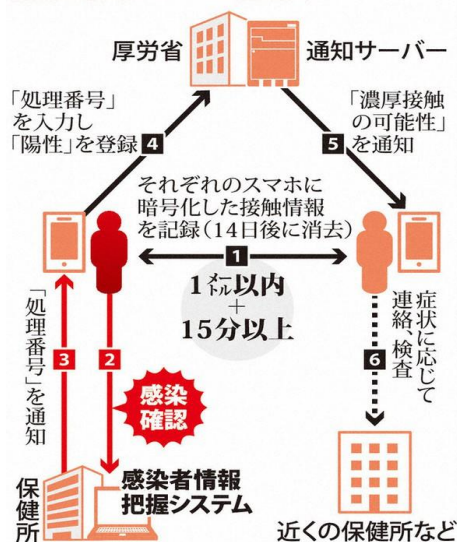 厚労省
通知サーバー
「処理番号」
を入力し
「陽性」を登録
4
5
「濃厚接触
の可能性」
を通知
それぞれのスマホに
暗号化した接触情報
を記録(14日後に消去)
1
1メートル以内
+
15分以上
「処理番号」を通知
3
2
感染
確認
6
症状に応じて
連絡、検査
保健所
感染者情報
把握システム
近くの保健所など